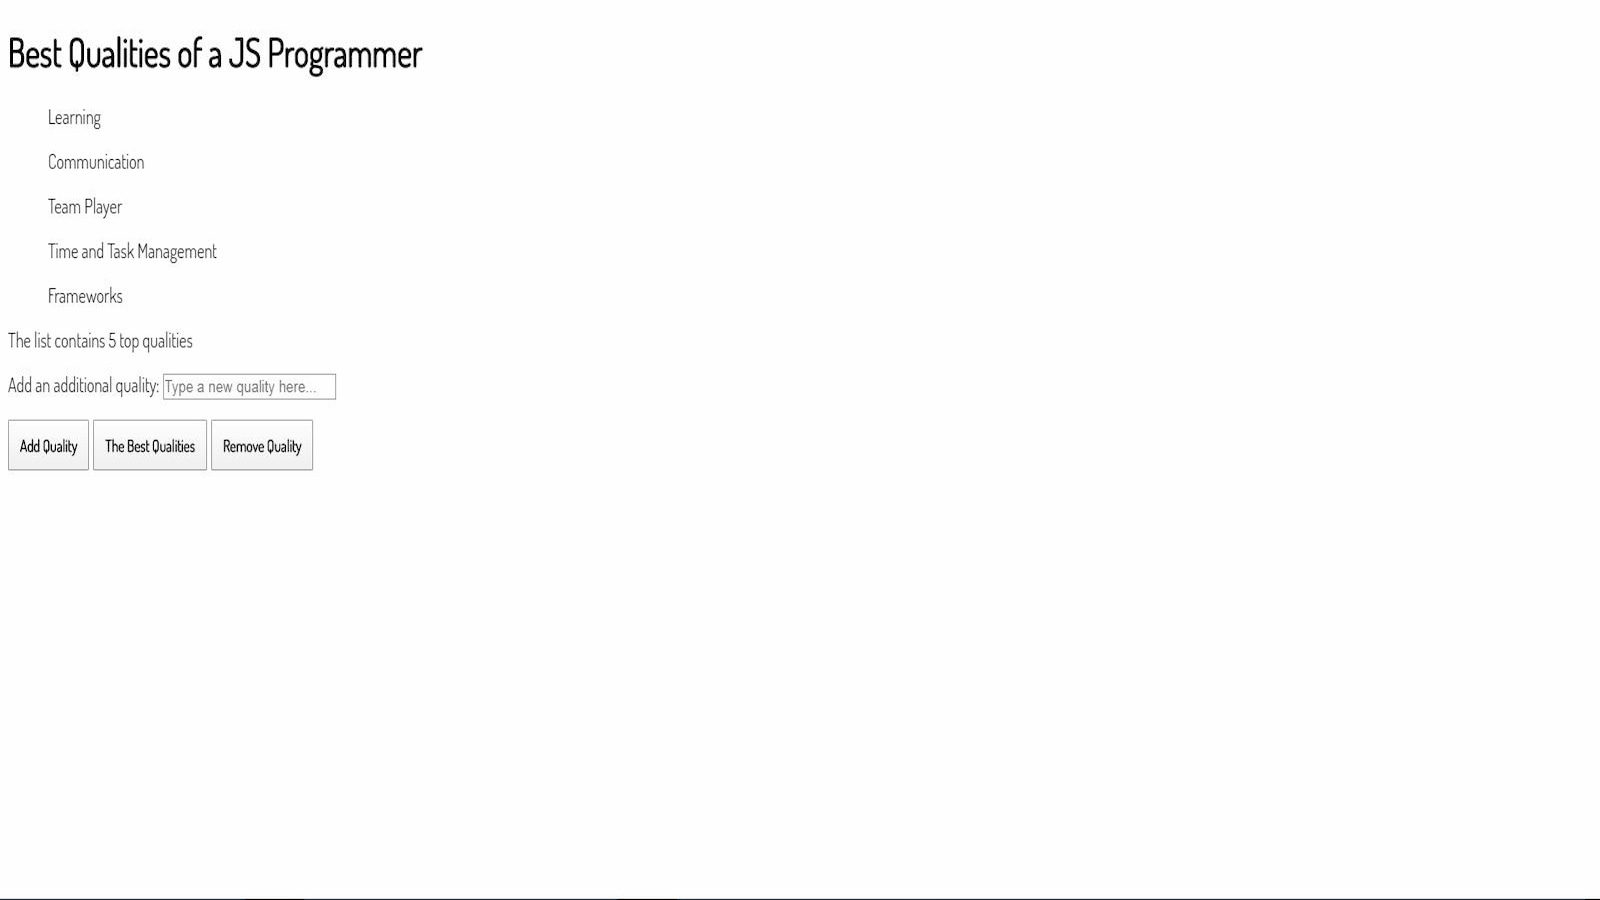 Best Qualities of a JS Programmer
Learning
Communication
Team Player
Time and Task Management
Frameworks
The list contains 5 top qualities
Add an additional quality: Type a new quality here...
Add Quality The Best Qualities Remove Quality